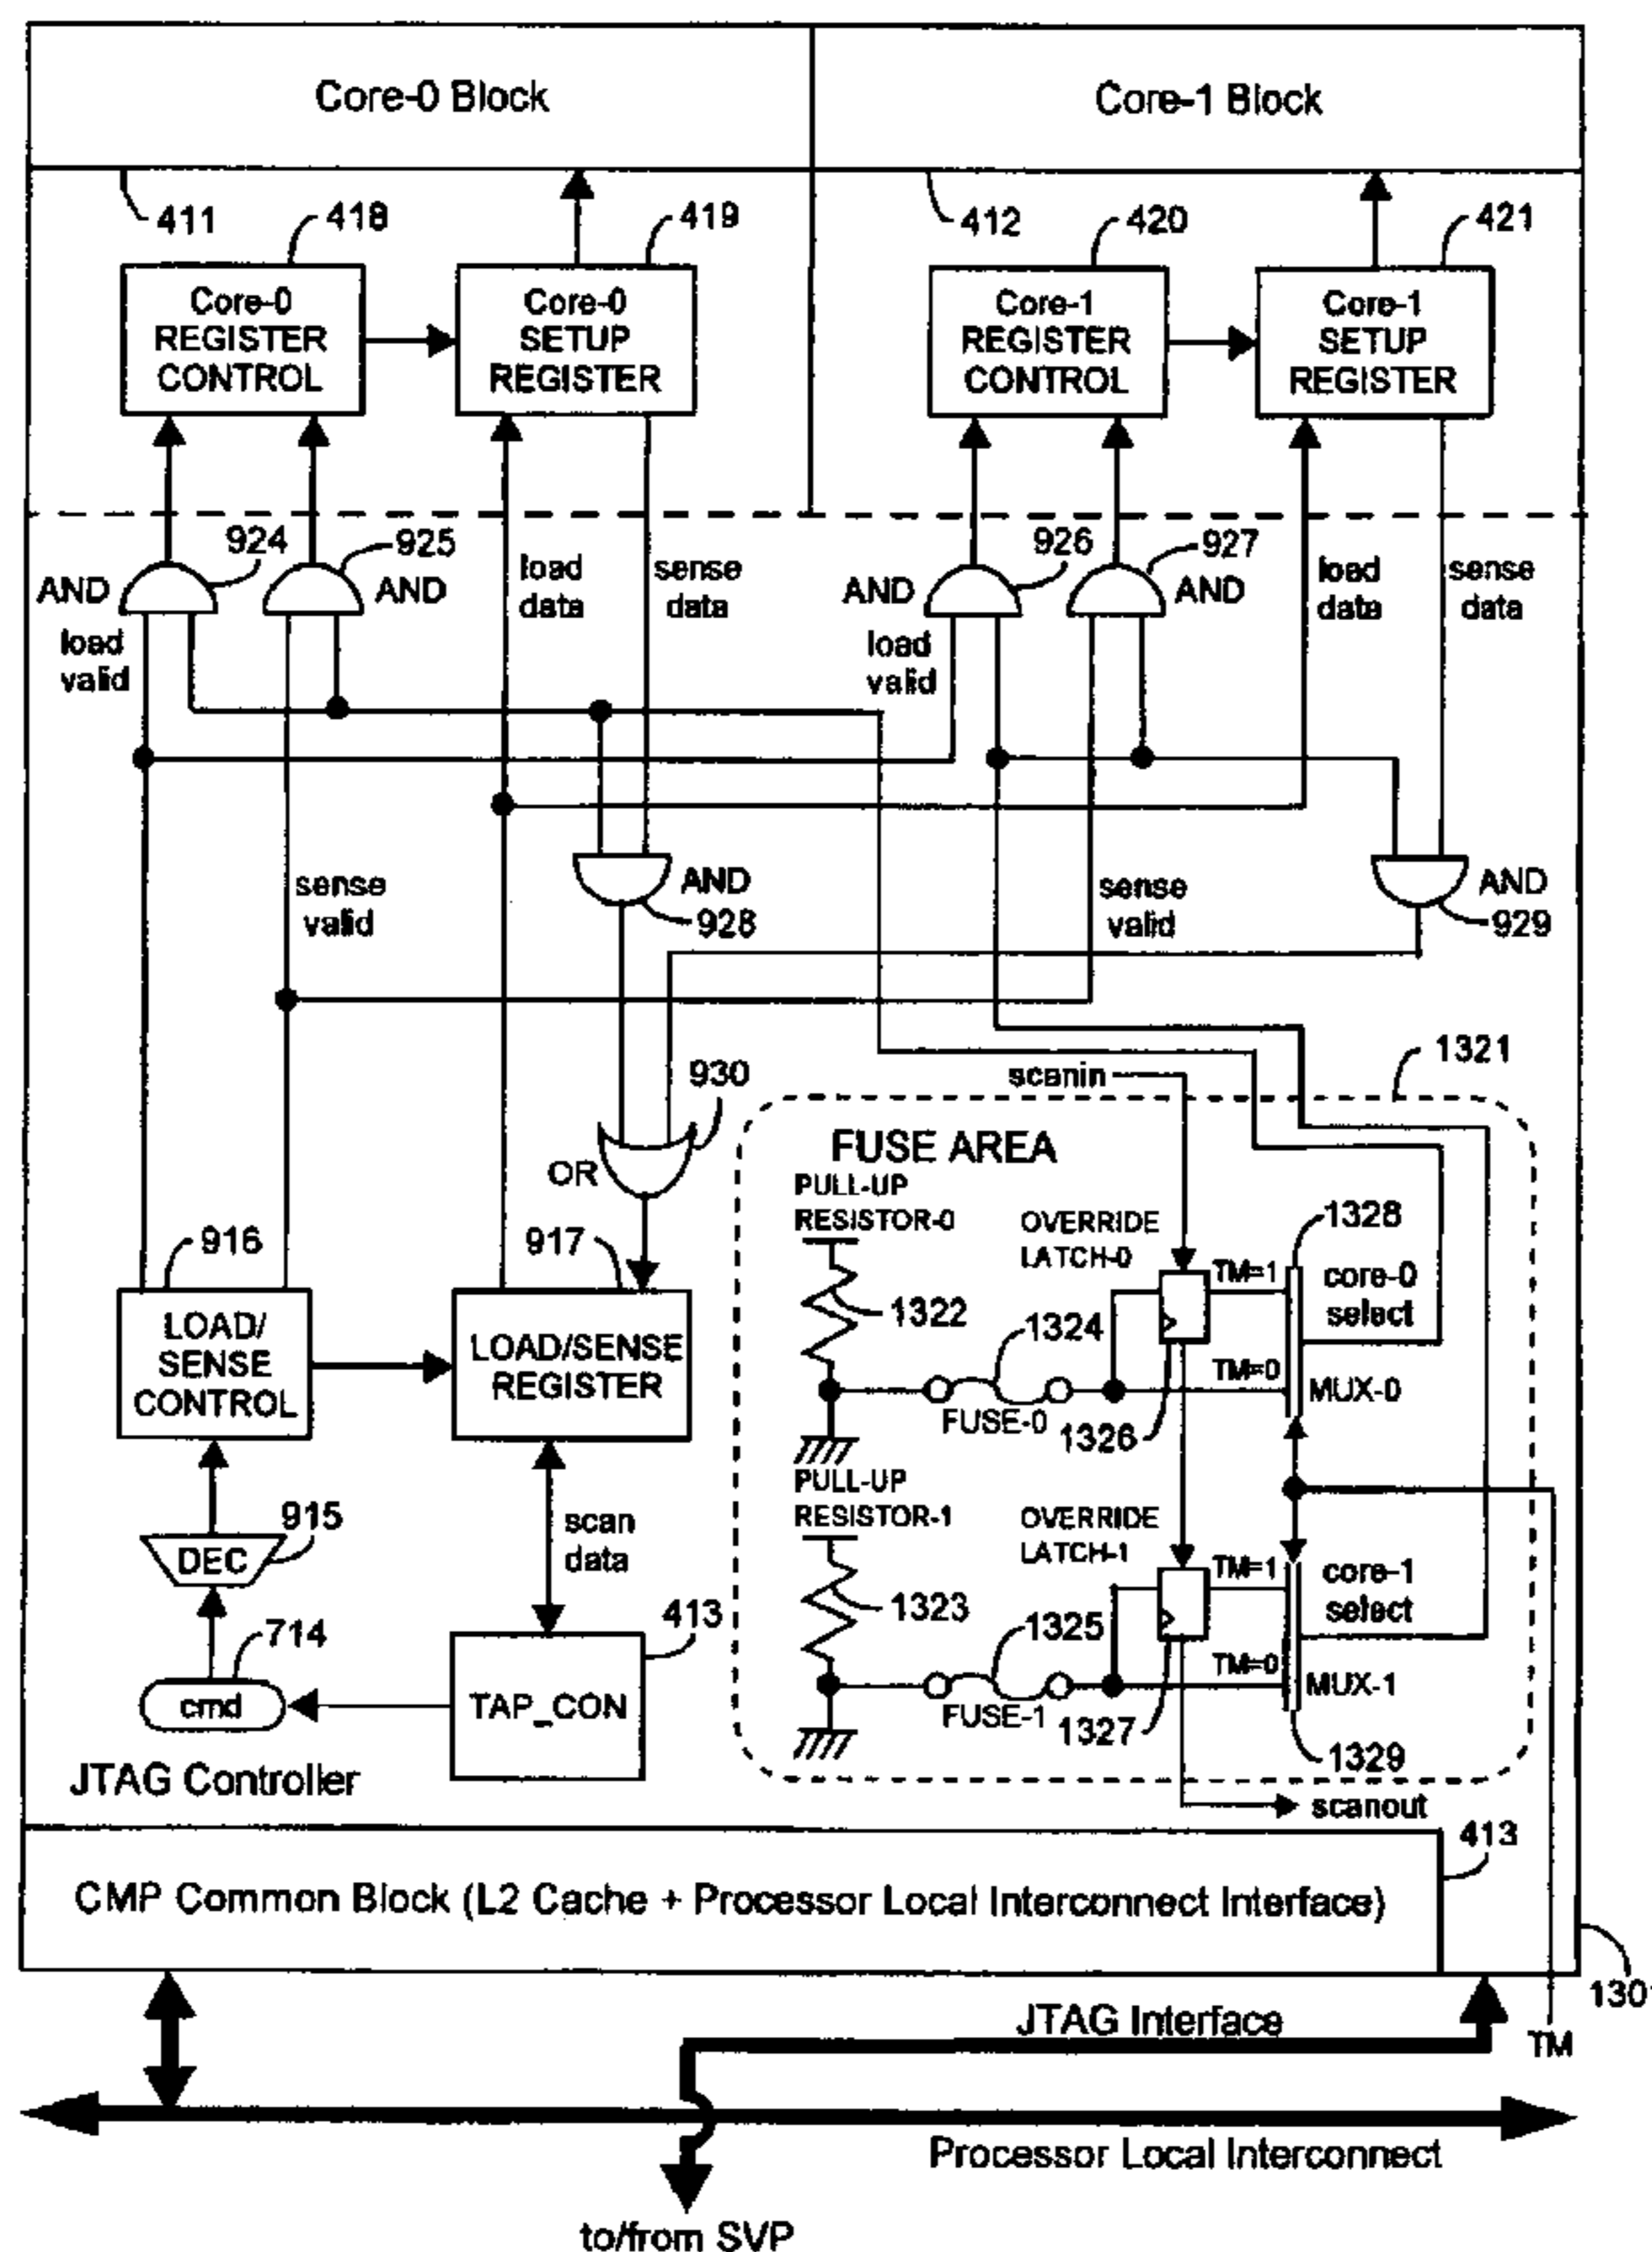 Core-0 Block
Core-1 Block
411
418
419
412
420
421
Core-0
REGISTER
CONTROL
Core-0
SETUP
REGISTER
Core-1
REGISTER
CONTROL
Core-1
SETUP
REGISTER
924
925
926
927
AND
AND
load
data
sense
data
AND
AND
load
data
sense
data
load
valid
load
valid
sense
valid
AND
928
sense
valid
AND
929
930
OR
scanin
1321
FUSE AREA
PULL-UP
RESISTOR-0
OVERRIDE
LATCH-0
1328
916
917
TM=1
core-0
select
1322
1324
LOAD/
SENSE
CONTROL
LOAD/SENSE
REGISTER
TM=0
MUX-0
FUSE-0
1326
PULL-UP
RESISTOR-1
OVERRIDE
LATCH-1
915
DEC
scan
data
TM=1
core-1
select
1323
1325
714
413
cmd
TAP_CON
TM=0
MUX-1
FUSE-1
1327
1329
JTAG Controller
scanout
413
CMP Common Block (L2 Cache + Processor Local Interconnect Interface)
130
JTAG Interface
TM
Processor Local Interconnect
to/from SVP